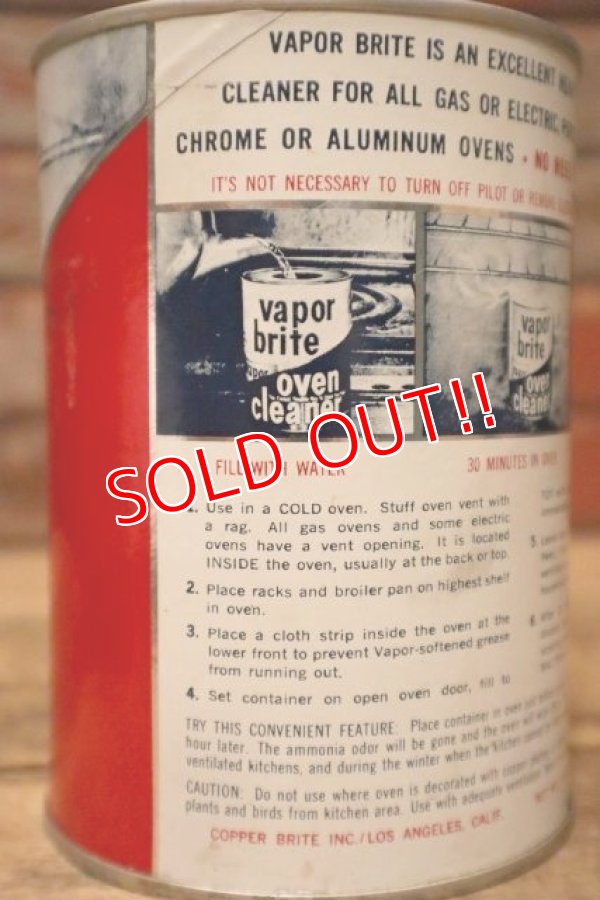 VAPOR BRITE IS AN EXCELLENT
CLEANER FOR ALL GAS OR ELECTRIC,
CHROME OR ALUMINUM OVENS • NO
IT'S NOT NECESSARY TO TURN OFF PILOT OR
vapor
brite
oven
cleaner
vapor
brite
oven
cleaner
SOLD OUT!!
FILL WITH WATER
30 MINUTES IN OVEN
1. Use in a COLD oven. Stuff oven vent with
a rag. All gas ovens and some electric
ovens have a vent opening. It is located
INSIDE the oven, usually at the back or top.
2. Place racks and broiler pan on highest shelf
in oven.
3. Place a cloth strip inside the oven at the
lower front to prevent Vapor-softened grease
from running out.
4. Set container on open oven door, fill to
5.
6.
TRY THIS CONVENIENT FEATURE: Place container in oven
hour later. The ammonia odor will be gone and the oven will
ventilated kitchens, and during the winter when the kitchen
CAUTION: Do not use where oven is decorated with copper
plants and birds from kitchen area. Use with adequate ventilation.
COPPER BRITE INC./LOS ANGELES, CALIF.